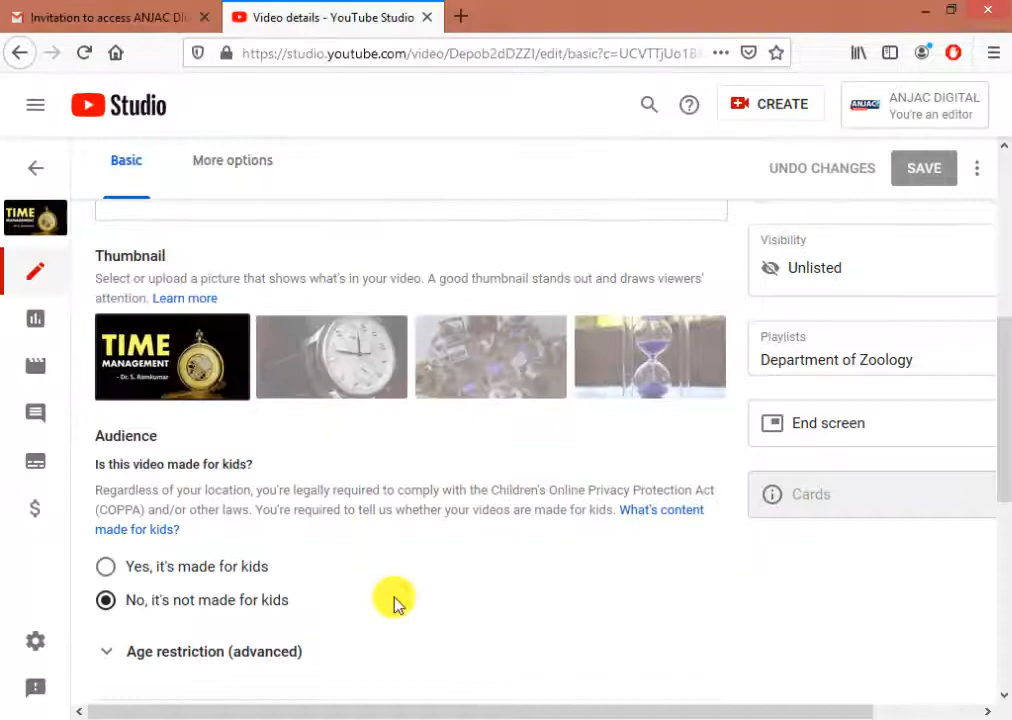 Invitation to access ANJAC DI
Video details - YouTube Studio
https://studio.youtube.com/video/Depob2dDZZI/edit/basic?c=UCVTTjUo1B
Studio
CREATE
ANJAC
ANJAC DIGITAL
You're an editor
Basic
More options
UNDO CHANGES
SAVE
TIME
MANAGEMENT
Thumbnail
Select or upload a picture that shows what's in your video. A good thumbnail stands out and draws viewers'
attention. Learn more
TIME
MANAGEMENT
- Dr. S. Ramkumar
Visibility
Unlisted
Playlists
Department of Zoology
End screen
Cards
Audience
Is this video made for kids?
Regardless of your location, you're legally required to comply with the Children's Online Privacy Protection Act
(COPPA) and/or other laws. You're required to tell us whether your videos are made for kids. What's content
made for kids?
Yes, it's made for kids
No, it's not made for kids
Age restriction (advanced)